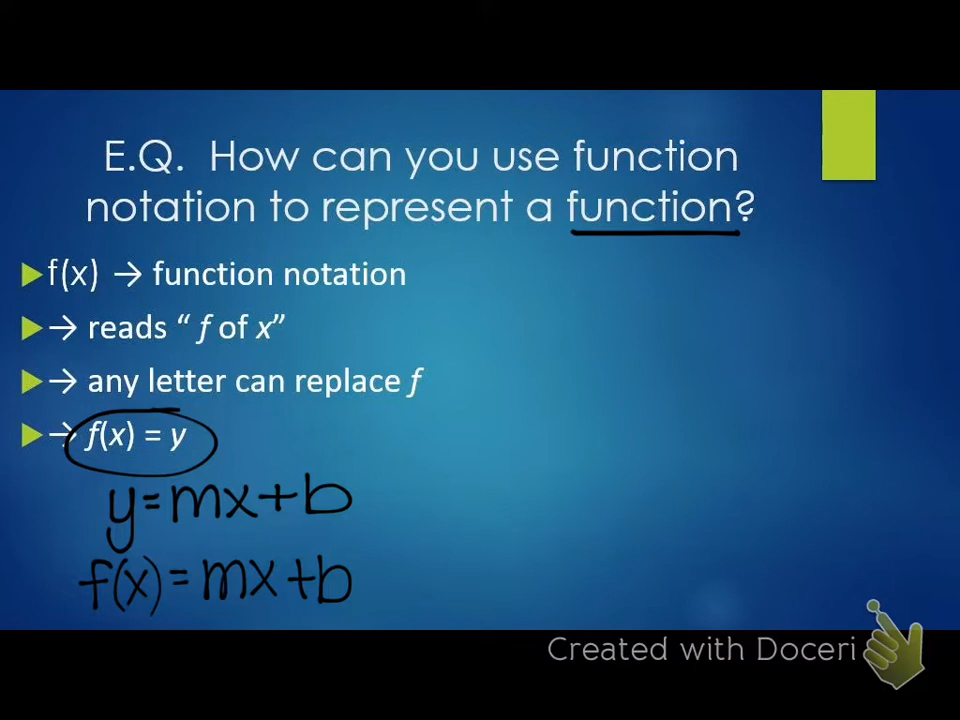 E.Q. How can you use function
notation to represent a function?
f(x) → function notation
→ reads “ f of x”
→ any letter can replace f
→ f(x) = y
y=mx+b
f(x)=mx+b
Created with Doceri